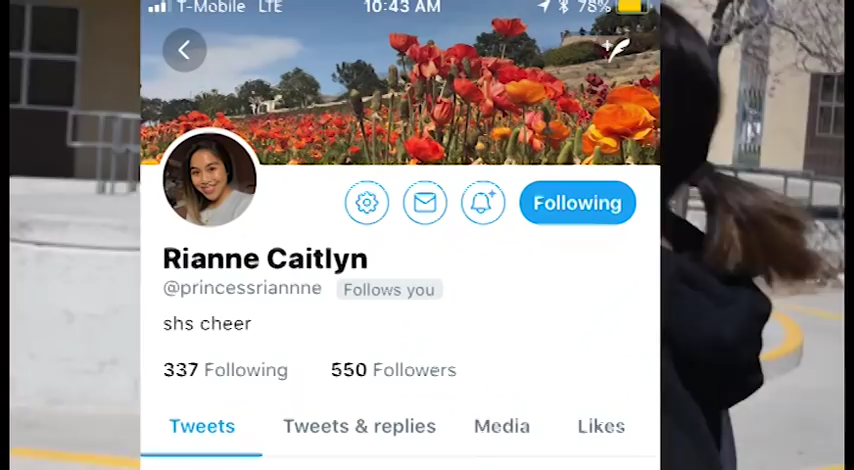 T-Mobile LTE 10:43 AM 78%
Following
Rianne Caitlyn
@princessriannne Follows you
shs cheer
337 Following 550 Followers
Tweets Tweets & replies Media Likes